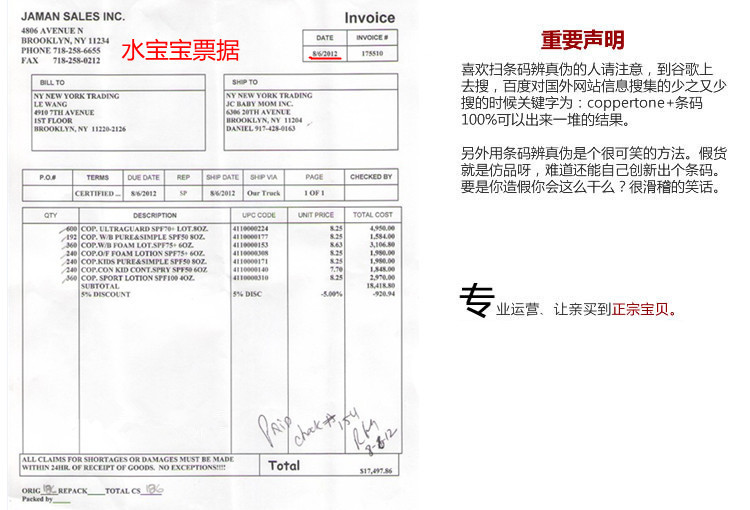 JAMAN SALES INC.
4806 AVENUE N
BROOKLYN, NY 11234
PHONE 718-258-6655
FAX 718-258-0212
水宝宝票据
Invoice
DATE INVOICE #
8/6/2012 175510
BILL TO
NY NEW YORK TRADING
LE WANG
4910 7TH AVENUE
1ST FLOOR
BROOKLYN, NY 11220-2126
SHIP TO
NY NEW YORK TRADING
JC BABY MOM INC.
6306 20TH AVENUE
BROOKLYN, NY 11204
DANIEL 917-428-0163
P.O.# TERMS DUE DATE REP SHIP DATE SHIP VIA PAGE CHECKED BY
CERTIFIED ... 8/6/2012 SP 8/6/2012 Our Truck 1 OF 1
QTY DESCRIPTION UPC CODE UNIT PRICE TOTAL COST
600 COP. ULTRAGUARD SPF70+ LOT.8OZ. 4110000224 8.25 4,950.00
192 COP. W/B PURE&SIMPLE SPF50 8OZ. 4110000177 8.25 1,584.00
360 COP.W/B FOAM LOT.SPF75+ 6OZ. 4110000153 8.63 3,106.80
240 COP.O/F FOAM LOTION SPF75+ 6OZ. 4110000308 8.25 1,980.00
240 COP.KIDS PURE&SIMPLE SPF50 8OZ. 4110000171 8.25 1,980.00
240 COP.CON KID CONT.SPRY SPF50 6OZ 4110000140 7.70 1,848.00
360 COP. SPORT LOTION SPF100 4OZ. 4110000310 8.25 2,970.00
SUBTOTAL 18,418.80
5% DISCOUNT 5% DISC -5.00% -920.94
PAID
check# 154
8-6-12
ALL CLAIMS FOR SHORTAGES OR DAMAGES MUST BE MADE
WITHIN 24HR. OF RECEIPT OF GOODS. NO EXCEPTIONS!!!!
Total
$17,497.86
ORIG 186 REPACK TOTAL CS 186
Packed by
重要声明
喜欢扫条码辨真伪的人请注意，到谷歌上
去搜，百度对国外网站信息搜集的少之又少
搜的时候关键字为：coppertone+条码
100%可以出来一堆的结果。
另外用条码辨真伪是个很可笑的方法。假货
就是仿品呀，难道还能自己创新出个条码。
要是你造假你会这么干么？很滑稽的笑话。
专业运营、让亲买到正宗宝贝。